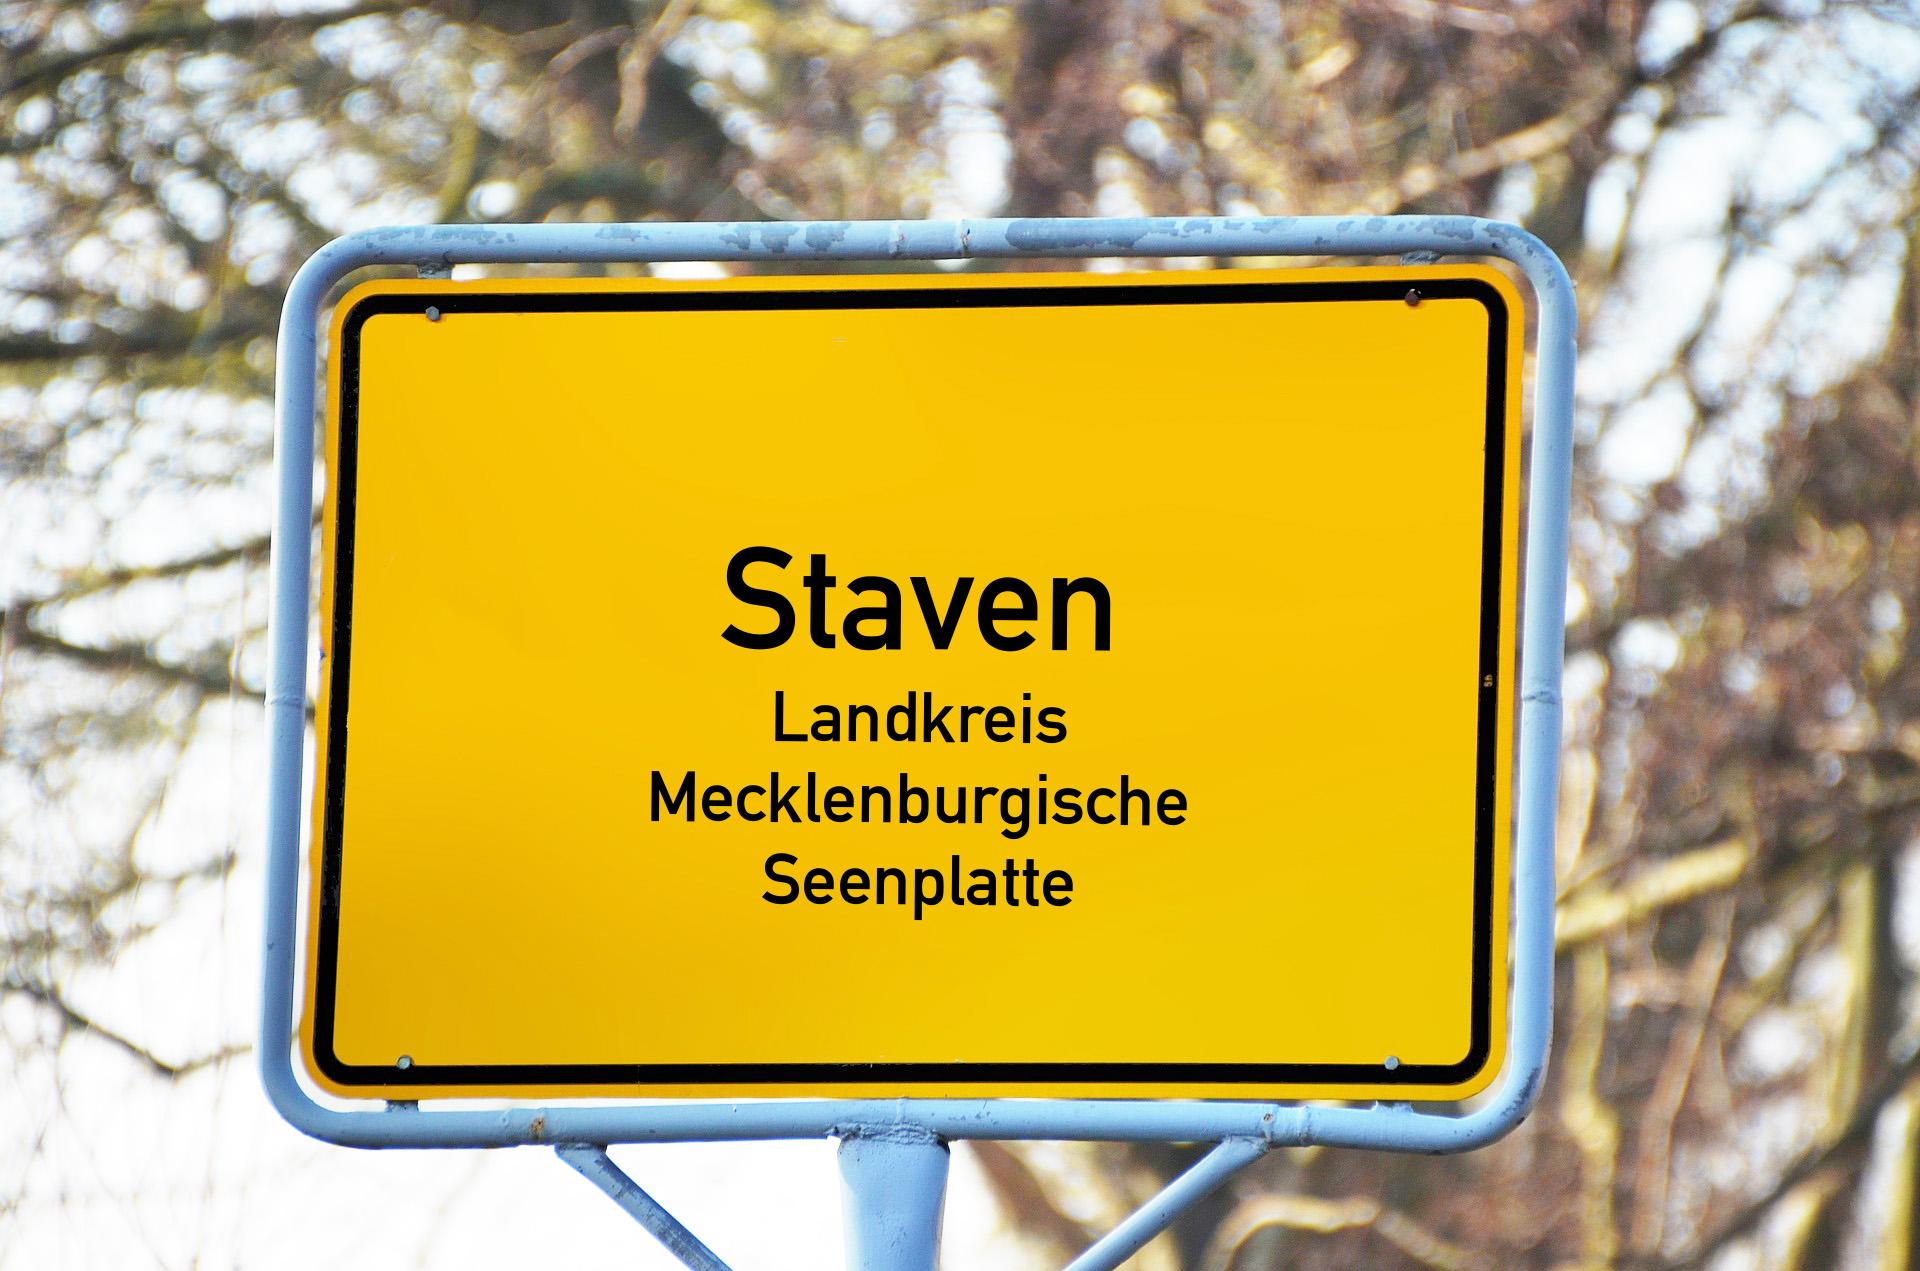 Staven
Landkreis
Mecklenburgische
Seenplatte